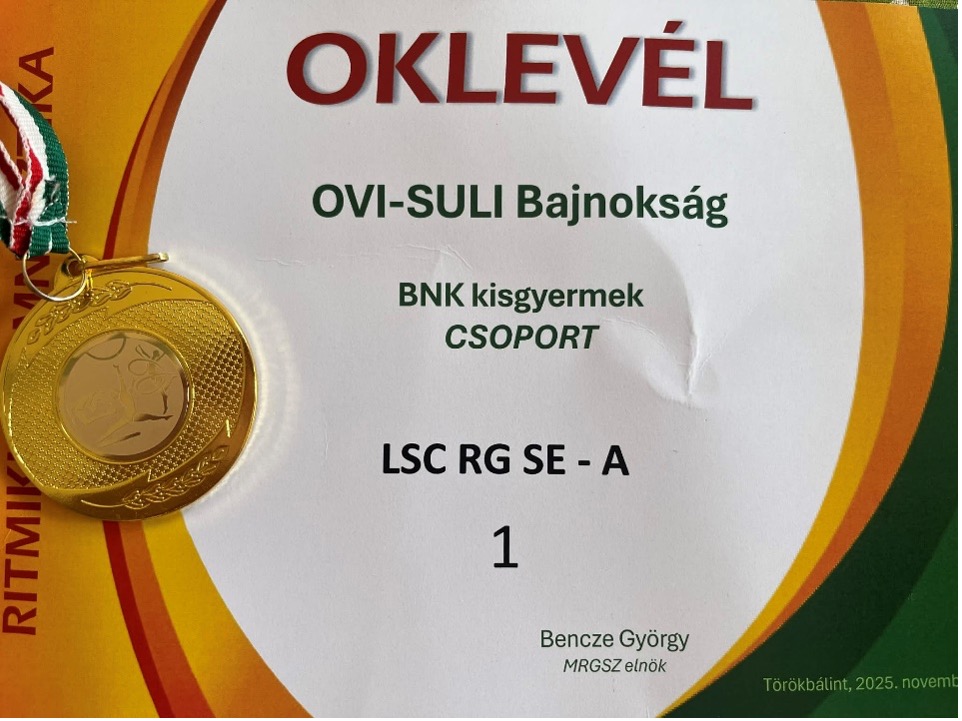 OKLEVÉL
OVI-SULI Bajnokság
BNK kisgyermek
CSOPORT
LSC RG SE - A
1
Bencze György
MRGSZ elnök
Törökbálint, 2025.